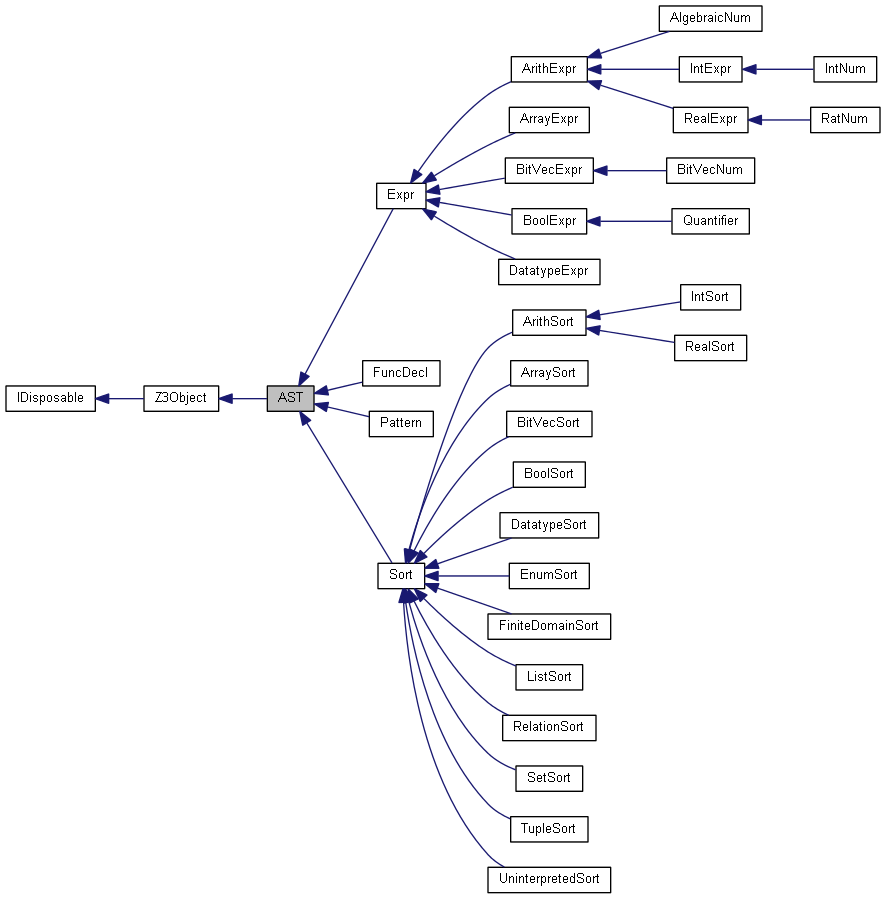 AlgebraicNum
ArithExpr
IntExpr
IntNum
RealExpr
RatNum
ArrayExpr
BitVecExpr
BitVecNum
Expr
BoolExpr
Quantifier
DatatypeExpr
IntSort
ArithSort
RealSort
FuncDecl
ArraySort
IDisposable
Z3Object
AST
Pattern
BitVecSort
BoolSort
DatatypeSort
Sort
EnumSort
FiniteDomainSort
ListSort
RelationSort
SetSort
TupleSort
UninterpretedSort